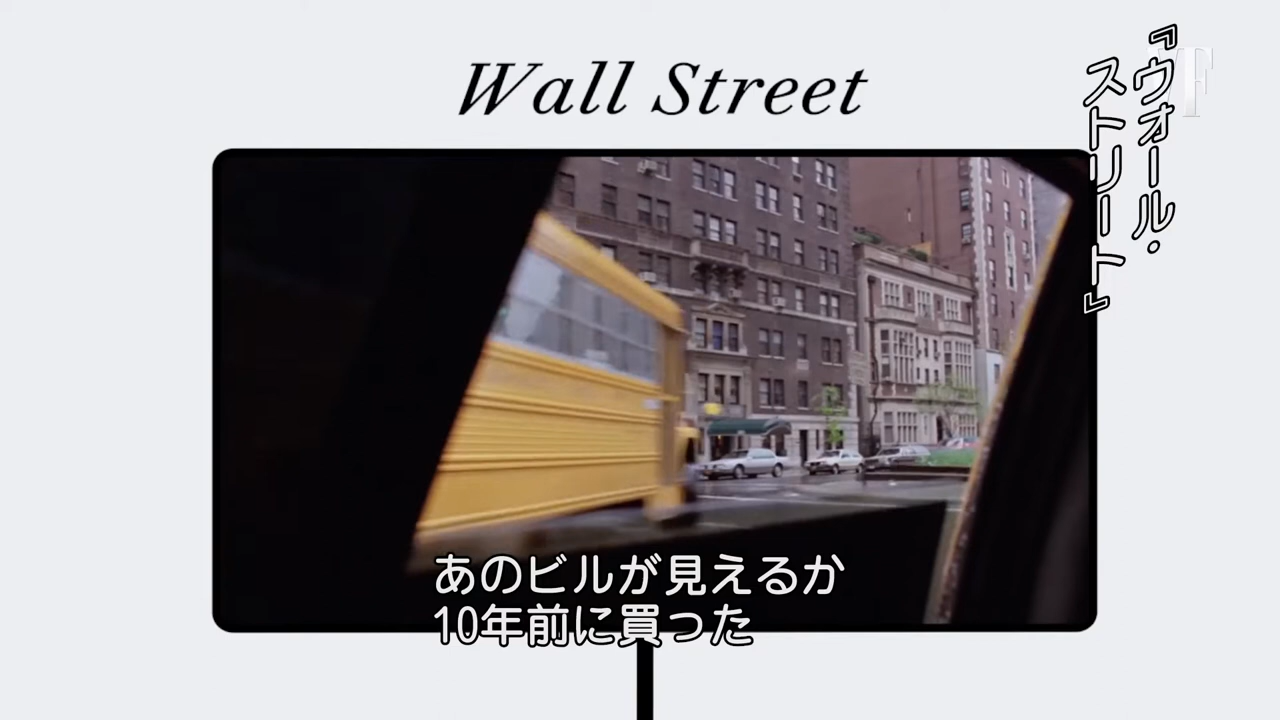 Wall Street
『ウォール・
ストリート』
VF
あのビルが見えるか
10年前に買った